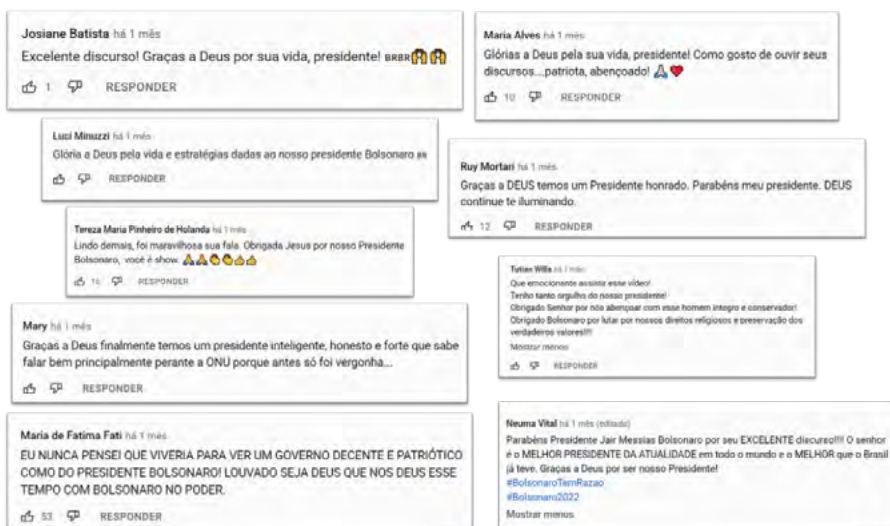 Josiane Batista há 1 mês
Excelente discurso! Graças a Deus por sua vida, presidente! BRBR
1 RESPONDER
Maria Alves há 1 mês
Glórias a Deus pela sua vida, presidente! Como gosto de ouvir seus
discursos....patriota, abençoado!
10 RESPONDER
Luci Minuzzi há 1 mês
Glória a Deus pela vida e estratégias dadas ao nosso presidente Bolsonaro
RESPONDER
Ruy Mortari há 1 mês
Graças a DEUS temos um Presidente honrado. Parabéns meu presidente. DEUS
continue te iluminando.
12 RESPONDER
Tereza Maria Pinheiro de Holanda há 1 mês
Lindo demais, foi maravilhosa sua fala. Obrigada Jesus por nosso Presidente
Bolsonaro, você é show.
16 RESPONDER
há 1 mês
Que emocionante assistir esse vídeo!
Tenho tanto orgulho do nosso presidente!
Obrigado Senhor por nós abençoar com esse homem integro e conservador!
Obrigado Bolsonaro por lutar por nossos direitos religiosos e preservação dos
verdadeiros valores!!!!
Mostrar menos
RESPONDER
Mary há 1 mês
Graças a Deus finalmente temos um presidente inteligente, honesto e forte que sabe
falar bem principalmente perante a ONU porque antes só foi vergonha...
RESPONDER
Maria de Fatima Fati há 1 mês
EU NUNCA PENSEI QUE VIVERIA PARA VER UM GOVERNO DECENTE E PATRIÓTICO
COMO DO PRESIDENTE BOLSONARO! LOUVADO SEJA DEUS QUE NOS DEUS ESSE
TEMPO COM BOLSONARO NO PODER.
53 RESPONDER
Neuma Vital há 1 mês (editado)
Parabéns Presidente Jair Messias Bolsonaro por seu EXCELENTE discurso!!!! O senhor
é o MELHOR PRESIDENTE DA ATUALIDADE em todo o mundo e o MELHOR que o Brasil
já teve. Graças a Deus por ser nosso Presidente!
#BolsonaroTemRazao
#Bolsonaro2022
Mostrar menos